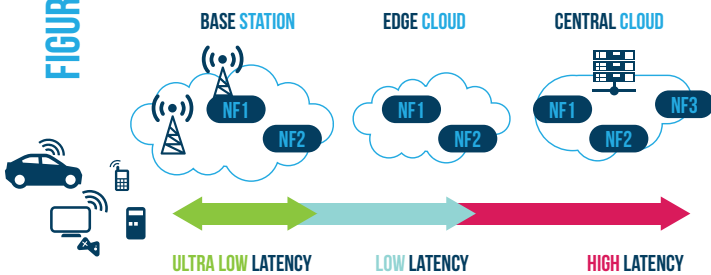 FIGUR
BASE STATION
EDGE CLOUD
CENTRAL CLOUD
NF1
NF2
NF1
NF2
NF1
NF2
NF3
ULTRA LOW LATENCY
LOW LATENCY
HIGH LATENCY